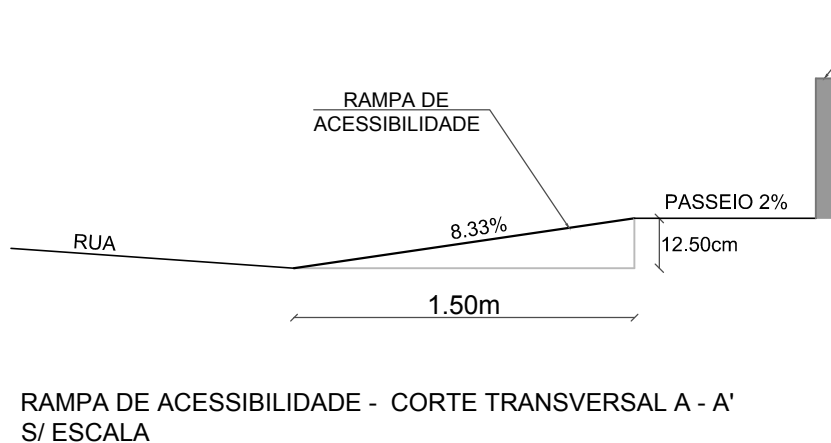 RAMPA DE
ACESSIBILIDADE
PASSEIO 2%
8.33%
RUA
12.50cm
1.50m
RAMPA DE ACESSIBILIDADE - CORTE TRANSVERSAL A - A'
S/ ESCALA